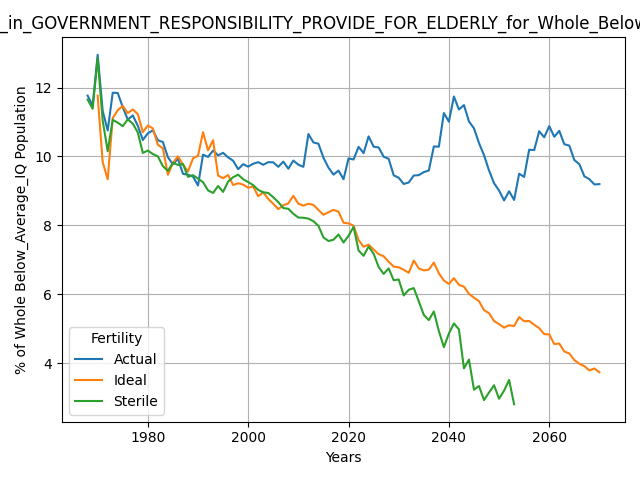 _in_GOVERNMENT_RESPONSIBILITY_PROVIDE_FOR_ELDERLY_for_Whole_Below
% of Whole Below_Average_IQ Population
12
10
8
6
4
Fertility
Actual
Ideal
Sterile
1980 2000 2020 2040 2060
Years